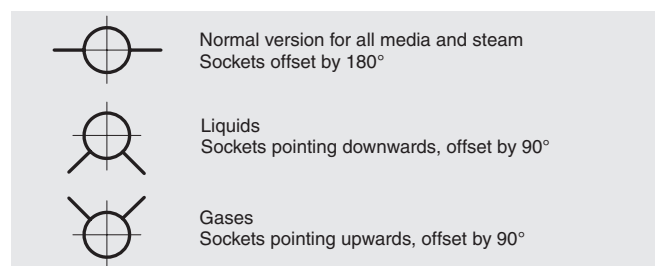 Normal version for all media and steam
Sockets offset by 180°
Liquids
Sockets pointing downwards, offset by 90°
Gases
Sockets pointing upwards, offset by 90°